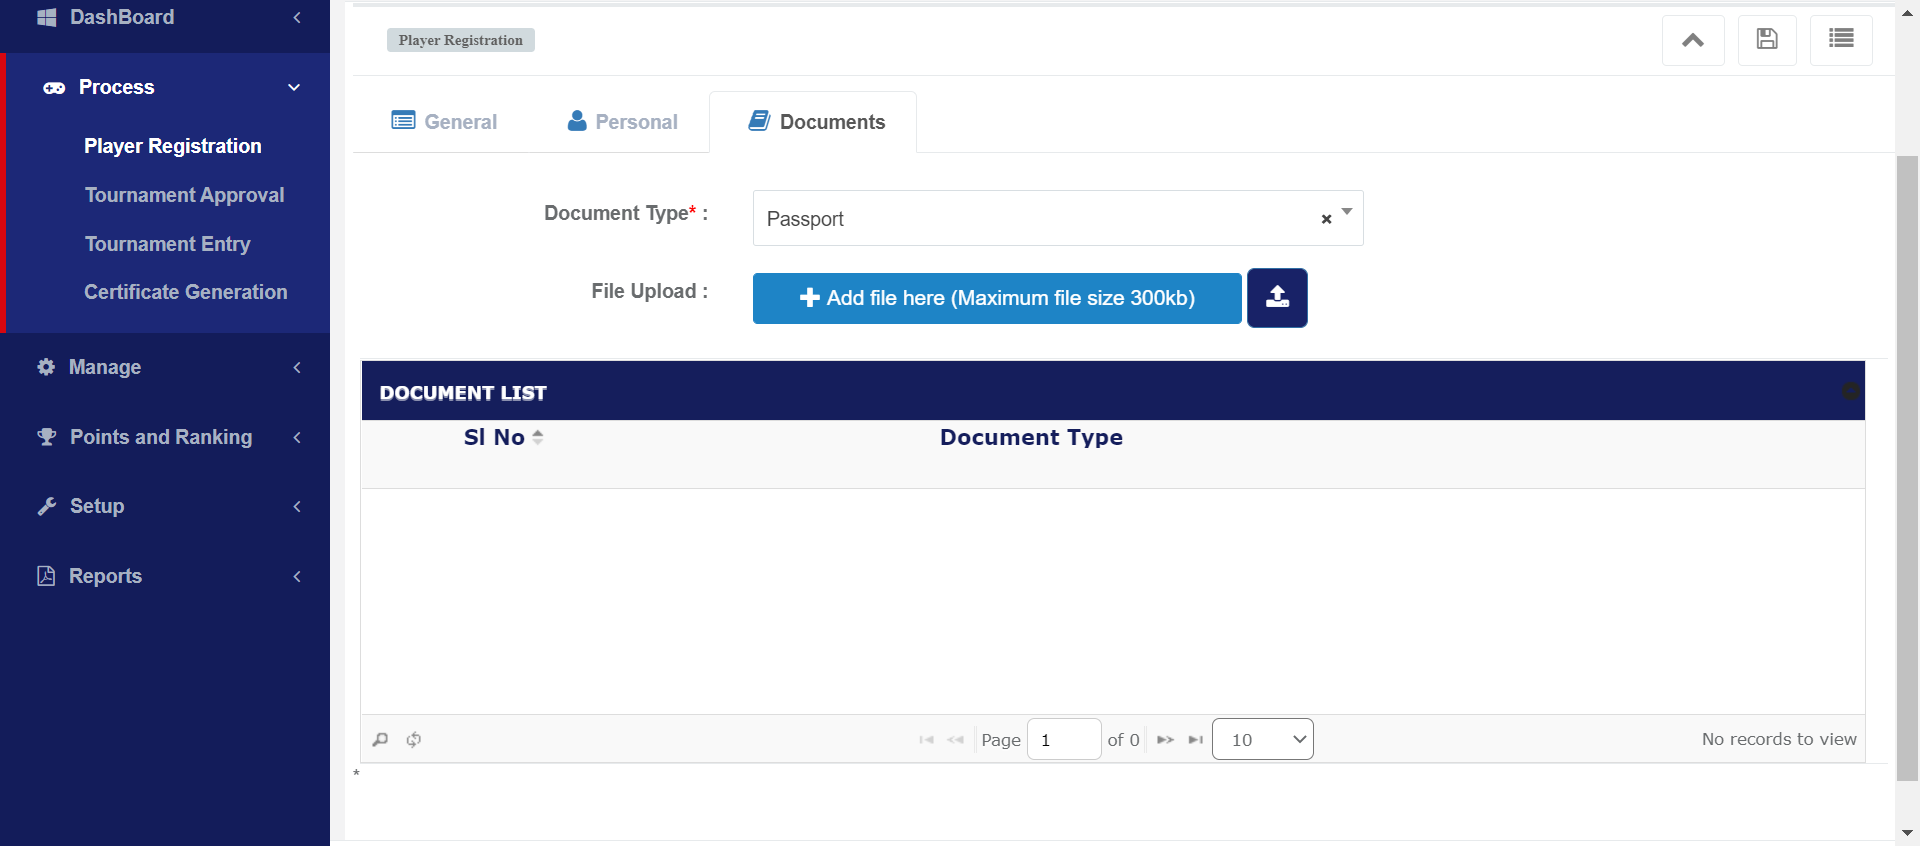 DashBoard
Process
Player Registration
Tournament Approval
Tournament Entry
Certificate Generation
Manage
Points and Ranking
Setup
Reports
Player Registration
General
Personal
Documents
Document Type* :
Passport
File Upload :
Add file here (Maximum file size 300kb)
DOCUMENT LIST
Sl No
Document Type
Page 1 of 0
10
No records to view
*